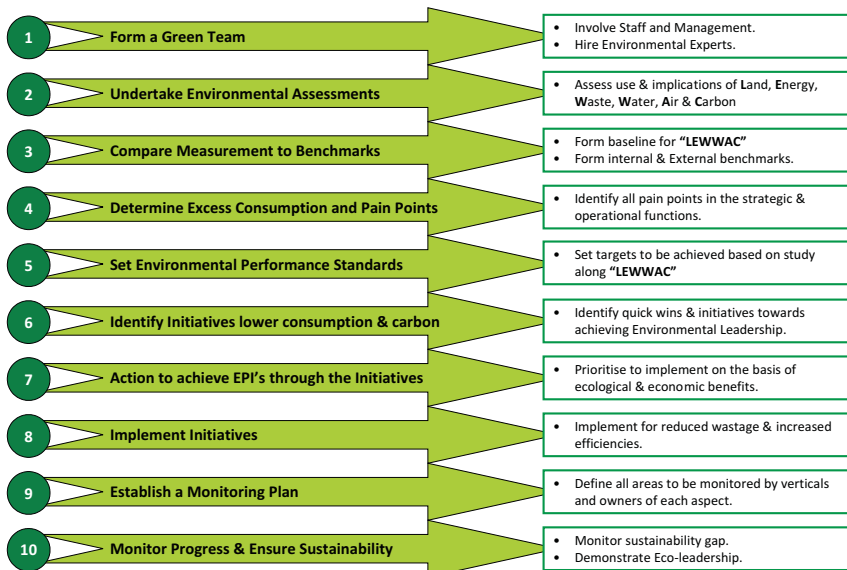 1
Form a Green Team
• Involve Staff and Management.
• Hire Environmental Experts.
2
Undertake Environmental Assessments
• Assess use & implications of Land, Energy,
Waste, Water, Air & Carbon
3
Compare Measurement to Benchmarks
• Form baseline for “LEWWAC”
• Form internal & External benchmarks.
4
Determine Excess Consumption and Pain Points
• Identify all pain points in the strategic &
operational functions.
5
Set Environmental Performance Standards
• Set targets to be achieved based on study
along “LEWWAC”
6
Identify Initiatives lower consumption & carbon
• Identify quick wins & initiatives towards
achieving Environmental Leadership.
7
Action to achieve EPI’s through the Initiatives
• Prioritise to implement on the basis of
ecological & economic benefits.
8
Implement Initiatives
• Implement for reduced wastage & increased
efficiencies.
9
Establish a Monitoring Plan
• Define all areas to be monitored by verticals
and owners of each aspect.
10
Monitor Progress & Ensure Sustainability
• Monitor sustainability gap.
• Demonstrate Eco-leadership.